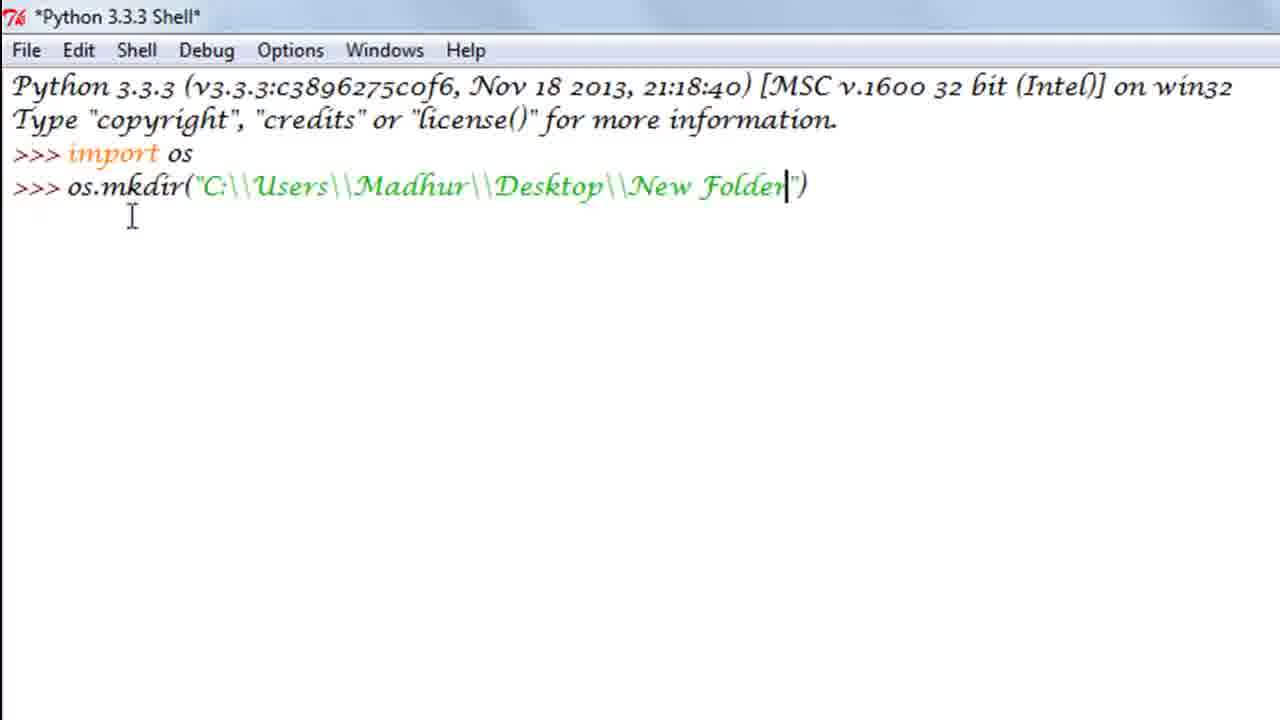 *Python 3.3.3 Shell*
File Edit Shell Debug Options Windows Help
Python 3.3.3 (v3.3.3:c3896275c0f6, Nov 18 2013, 21:18:40) [MSC v.1600 32 bit (Intel)] on win32
Type "copyright", "credits" or "license()" for more information.
>>> import os
>>> os.mkdir("C:\\Users\\Madhur\\Desktop\\New Folder")